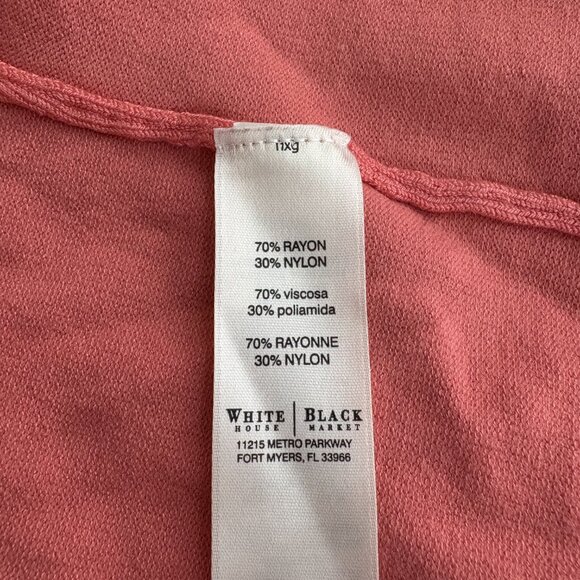 70% RAYON
30% NYLON
70% viscosa
30% poliamida
70% RAYONNE
30% NYLON
WHITE | BLACK
HOUSE MARKET
11215 METRO PARKWAY
FORT MYERS, FL 33966